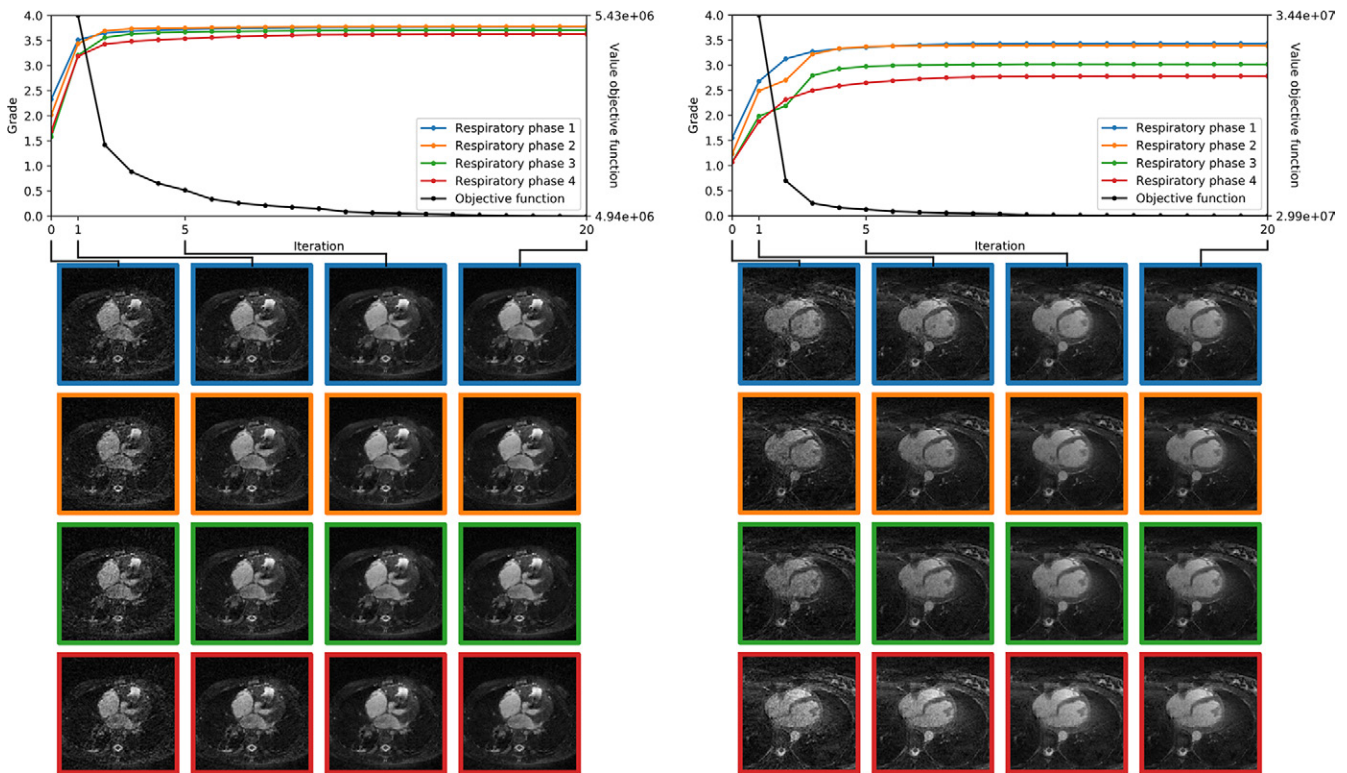 4.0
3.5
3.0
2.5
2.0
1.5
1.0
0.5
0.0
Grade
5.43e+06
Value objective function
4.94e+06
Respiratory phase 1
Respiratory phase 2
Respiratory phase 3
Respiratory phase 4
Objective function
0 1 5 20
Iteration
4.0
3.5
3.0
2.5
2.0
1.5
1.0
0.5
0.0
Grade
3.44e+07
Value objective function
2.99e+07
Respiratory phase 1
Respiratory phase 2
Respiratory phase 3
Respiratory phase 4
Objective function
0 1 5 20
Iteration